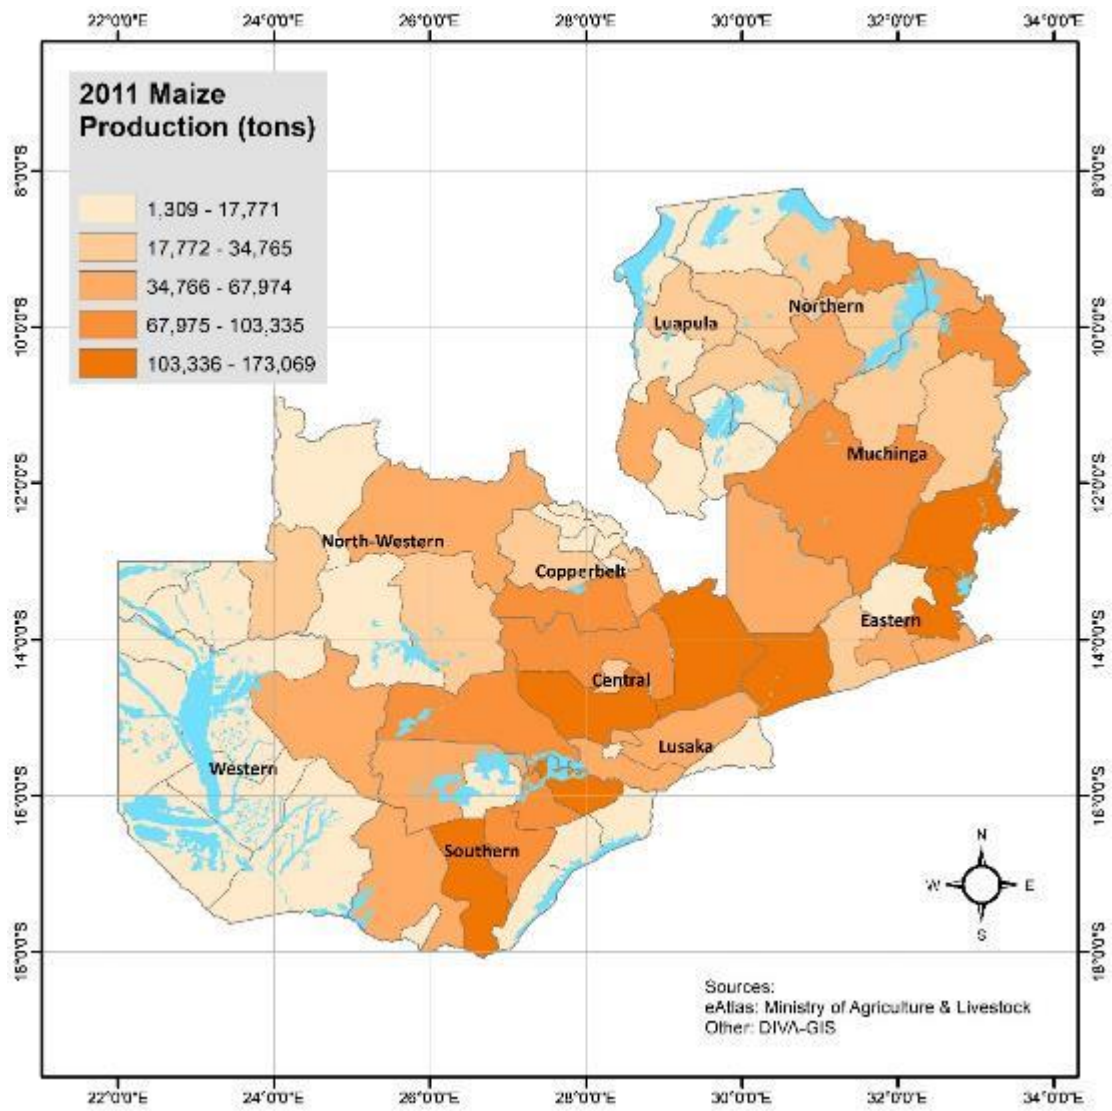 22°0'0"E 24°0'0"E 26°0'0"E 28°0'0"E 30°0'0"E 32°0'0"E 34°0'0"E
2011 Maize
Production (tons)
1,309 - 17,771
17,772 - 34,765
34,766 - 67,974
67,975 - 103,335
103,336 - 173,069
8°0'0"S 8°0'0"S
10°0'0"S 10°0'0"S
12°0'0"S 12°0'0"S
14°0'0"S 14°0'0"S
16°0'0"S 16°0'0"S
18°0'0"S 18°0'0"S
Northern
Luapula
Muchinga
North-Western
Copperbelt
Eastern
Central
Lusaka
Western
Southern
N
W E
S
Sources:
eAtlas: Ministry of Agriculture & Livestock
Other: DIVA-GIS
22°0'0"E 24°0'0"E 26°0'0"E 28°0'0"E 30°0'0"E 32°0'0"E 34°0'0"E